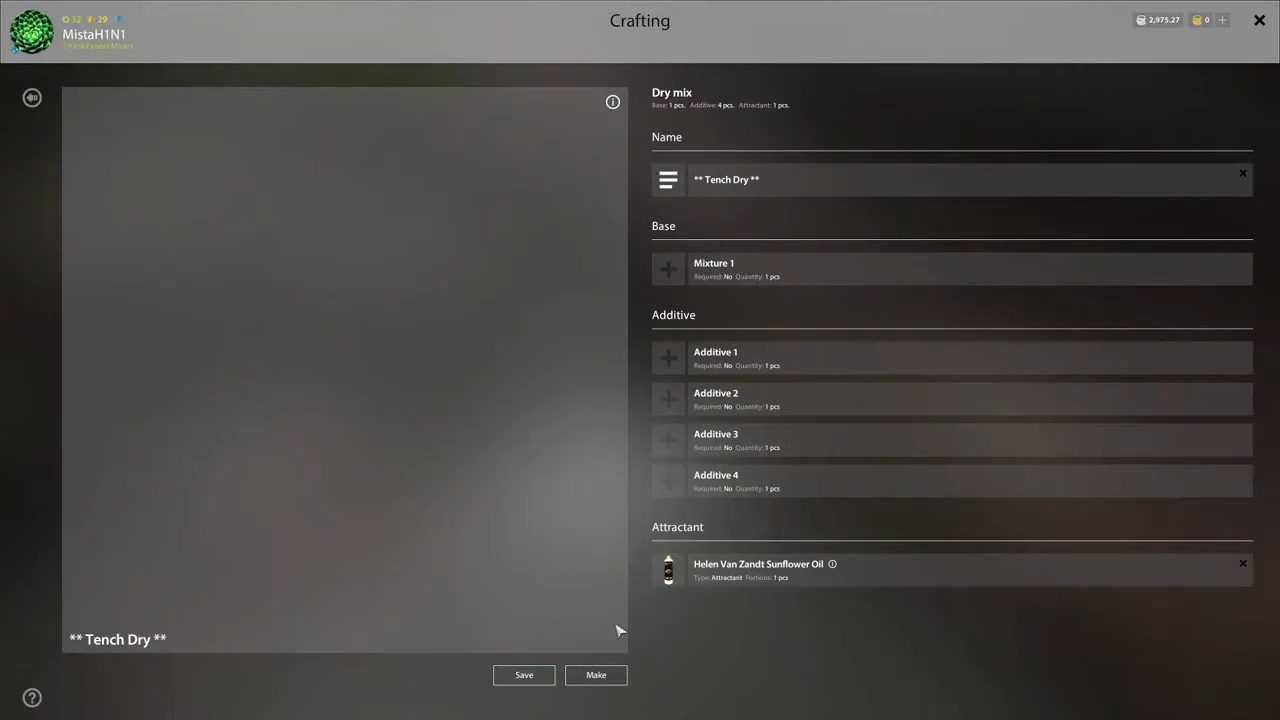 32 29
MistaH1N1
Crafting
2,975.27 0
** Tench Dry **
Save Make
Dry mix
Base: 1 pcs. Additive: 4 pcs. Attractant: 1 pcs.
Name
** Tench Dry **
Base
Mixture 1
Required: No Quantity: 1 pcs
Additive
Additive 1
Required: No Quantity: 1 pcs
Additive 2
Required: No Quantity: 1 pcs
Additive 3
Required: No Quantity: 1 pcs
Additive 4
Required: No Quantity: 1 pcs
Attractant
Helen Van Zandt Sunflower Oil
Type: Attractant Portions: 1 pcs